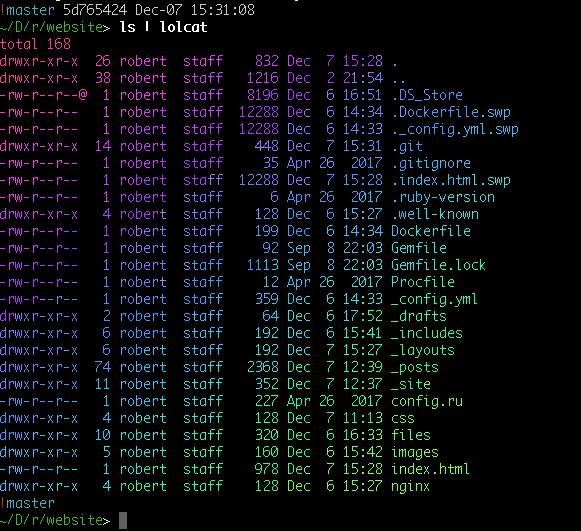 !master 5d765424 Dec-07 15:31:08
~/D/r/website> ls | lolcat
total 168
drwxr-xr-x  26 robert  staff    832 Dec  7 15:28 .
drwxr-xr-x  38 robert  staff   1216 Dec  2 21:54 ..
-rw-r--r--@  1 robert  staff   8196 Dec  6 16:51 .DS_Store
-rw-r--r--   1 robert  staff  12288 Dec  6 14:34 .Dockerfile.swp
-rw-r--r--   1 robert  staff  12288 Dec  6 14:33 ._config.yml.swp
drwxr-xr-x  14 robert  staff    448 Dec  7 15:31 .git
-rw-r--r--   1 robert  staff     35 Apr 26  2017 .gitignore
-rw-r--r--   1 robert  staff  12288 Dec  7 15:28 .index.html.swp
-rw-r--r--   1 robert  staff      6 Apr 26  2017 .ruby-version
drwxr-xr-x   4 robert  staff    128 Dec  6 15:27 .well-known
-rw-r--r--   1 robert  staff    199 Dec  6 14:34 Dockerfile
-rw-r--r--   1 robert  staff     92 Sep  8 22:03 Gemfile
-rw-r--r--   1 robert  staff   1113 Sep  8 22:03 Gemfile.lock
-rw-r--r--   1 robert  staff     12 Apr 26  2017 Procfile
-rw-r--r--   1 robert  staff    359 Dec  6 14:33 _config.yml
drwxr-xr-x   2 robert  staff     64 Dec  6 17:52 _drafts
drwxr-xr-x   6 robert  staff    192 Dec  6 15:41 _includes
drwxr-xr-x   6 robert  staff    192 Dec  7 15:27 _layouts
drwxr-xr-x  74 robert  staff   2368 Dec  7 12:39 _posts
drwxr-xr-x  11 robert  staff    352 Dec  7 12:37 _site
-rw-r--r--   1 robert  staff    227 Apr 26  2017 config.ru
drwxr-xr-x   4 robert  staff    128 Dec  7 11:13 css
drwxr-xr-x  10 robert  staff    320 Dec  6 16:33 files
drwxr-xr-x   5 robert  staff    160 Dec  6 15:42 images
-rw-r--r--   1 robert  staff    978 Dec  7 15:28 index.html
drwxr-xr-x   4 robert  staff    128 Dec  6 15:27 nginx
!master
~/D/r/website>